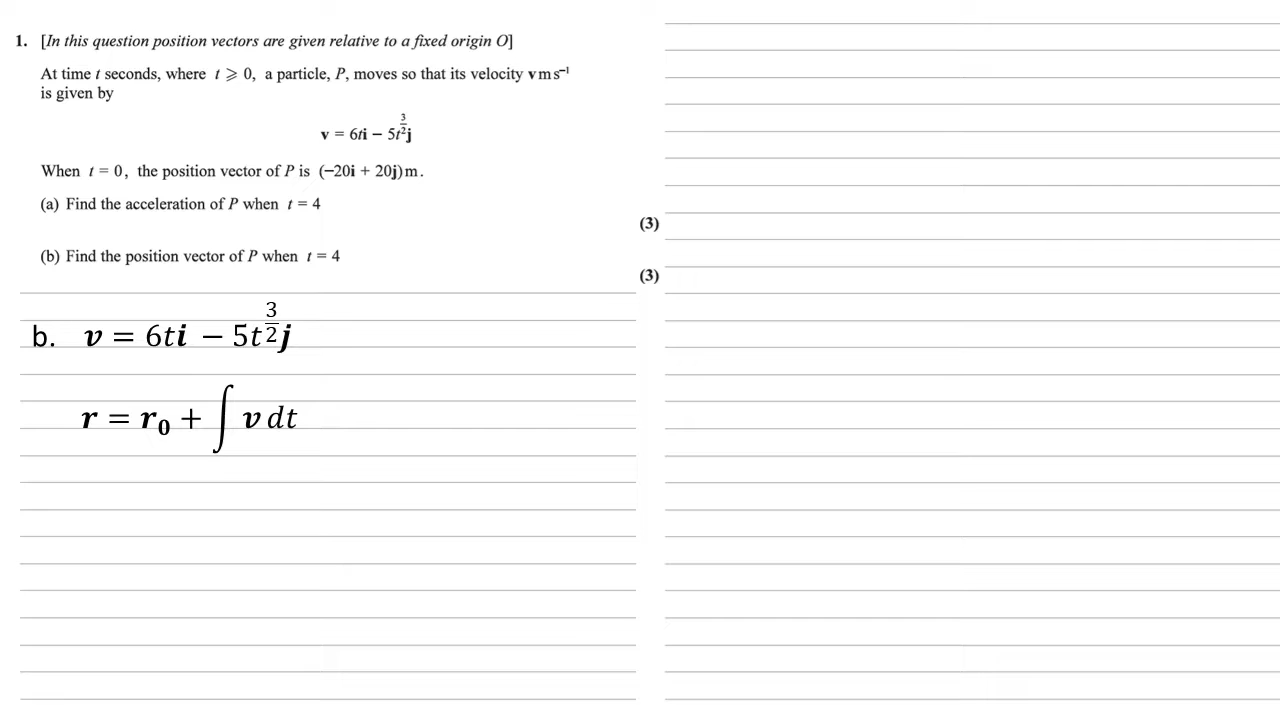 1. [In this question position vectors are given relative to a fixed origin O]
At time t seconds, where t ⩾ 0, a particle, P, moves so that its velocity v m s⁻¹
is given by
v = 6ti − 5t^(3/2)j
When t = 0, the position vector of P is (−20i + 20j) m.
(a) Find the acceleration of P when t = 4
(3)
(b) Find the position vector of P when t = 4
(3)
b. v = 6ti − 5t^(3/2)j
r = r₀ + ∫ v dt